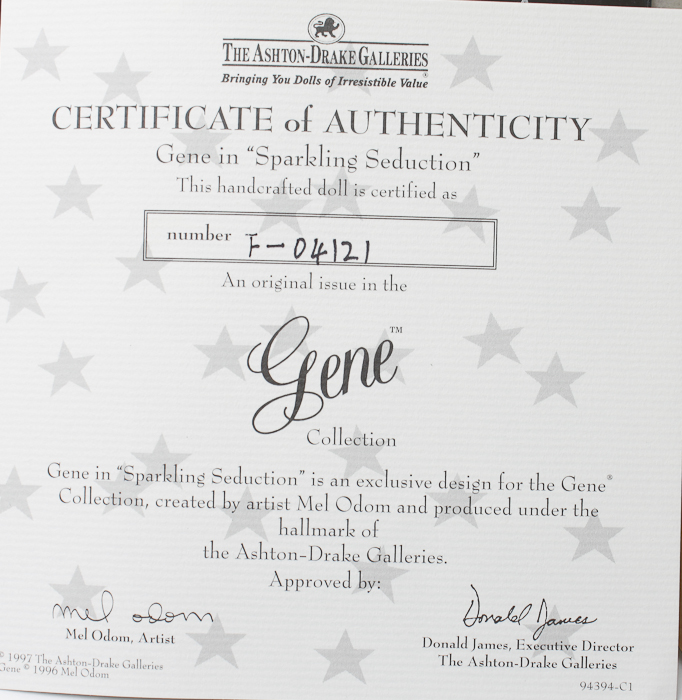 THE ASHTON-DRAKE GALLERIES
Bringing You Dolls of Irresistible Value®
CERTIFICATE of AUTHENTICITY
Gene in “Sparkling Seduction”
This handcrafted doll is certified as
number F-04121
An original issue in the
Gene™
Collection
Gene in “Sparkling Seduction” is an exclusive design for the Gene®
Collection, created by artist Mel Odom and produced under the
hallmark of
the Ashton-Drake Galleries.
Approved by:
mel odom
Mel Odom, Artist
© 1997 The Ashton-Drake Galleries
Gene © 1996 Mel Odom
Donald James
Donald James, Executive Director
The Ashton-Drake Galleries
94394-C1